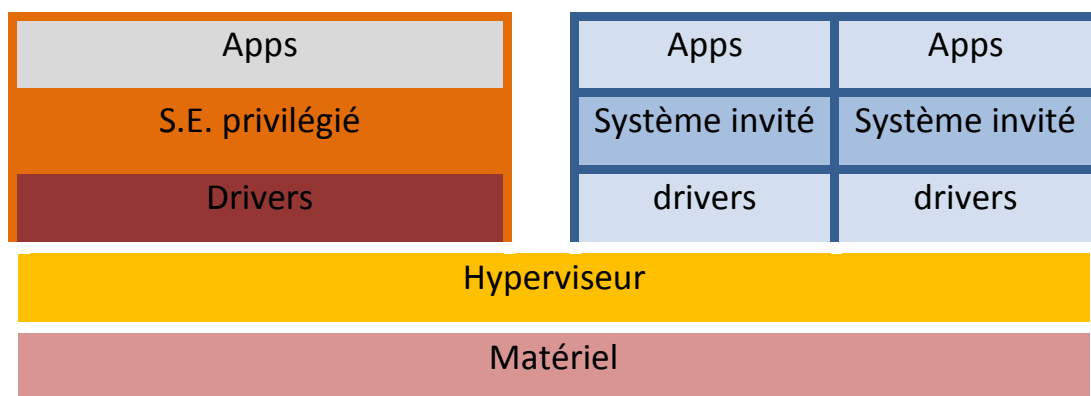 Apps
S.E. privilégié
Drivers
Apps
Apps
Système invité
Système invité
drivers
drivers
Hyperviseur
Matériel